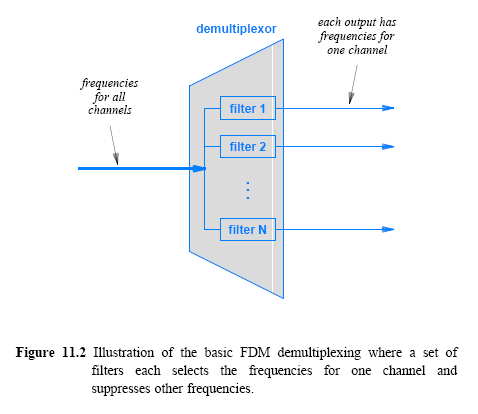 demultiplexor
each output has
frequencies for
one channel
frequencies
for all
channels
filter 1
filter 2
filter N
Figure 11.2 Illustration of the basic FDM demultiplexing where a set of
filters each selects the frequencies for one channel and
suppresses other frequencies.